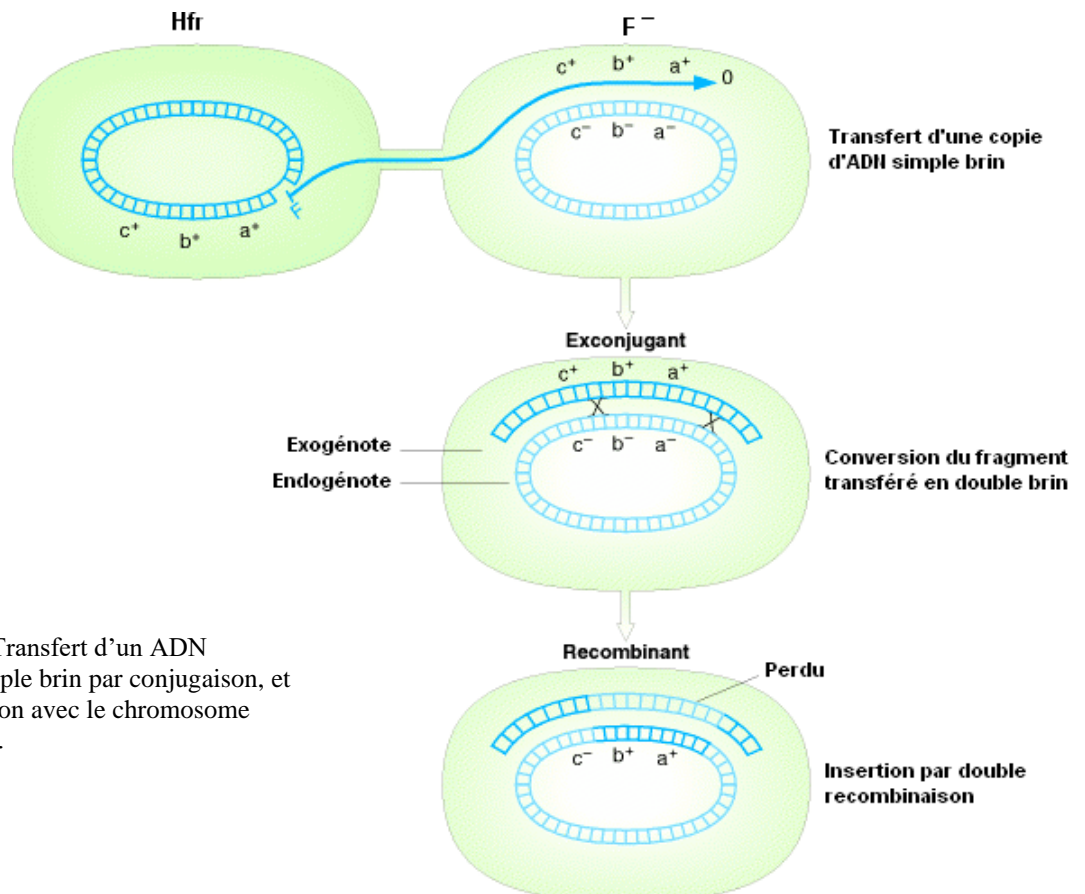 Hfr
F⁻
c⁺ b⁺ a⁺
0
c⁻ b⁻ a⁻
F
c⁺ b⁺ a⁺
Transfert d'une copie
d'ADN simple brin
Exconjugant
c⁺ b⁺ a⁺
c⁻ b⁻ a⁻
Exogénote
Endogénote
Conversion du fragment
transféré en double brin
Recombinant
Perdu
c⁻ b⁺ a⁺
Insertion par double
recombinaison
Transfert d’un ADN
ple brin par conjugaison, et
on avec le chromosome
.